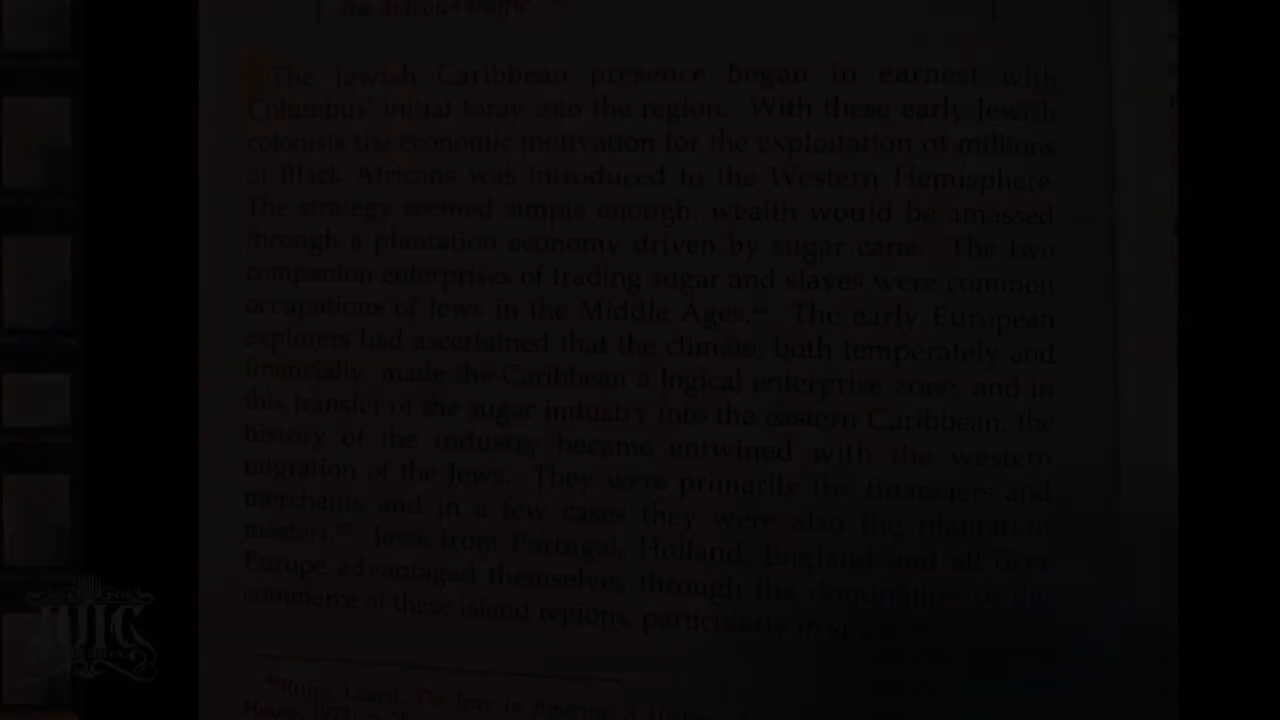 the
The Jewish Caribbean presence began in earnest with
Columbus' initial foray into the region. With these early Jewish
colonists the economic motivation for the exploitation of millions
of Black Africans was introduced to the Western Hemisphere.
The strategy seemed simple enough: wealth would be amassed
through a plantation economy driven by sugar cane. The two
companion enterprises of trading sugar and slaves were common
occupations of Jews in the Middle Ages. The early European
explorers had ascertained that the climate, both temperately and
financially, made the Caribbean a logical enterprise zone, and in
this transfer of the sugar industry into the eastern Caribbean, the
history of the industry became entwined with the western
migration of the Jews. They were primarily the financiers and
merchants and in a few cases they were also the plantation
masters. Jews from Portugal, Holland, England and all over
Europe advantaged themselves through the domination of the
commerce of these island regions, particularly in
Jews in America